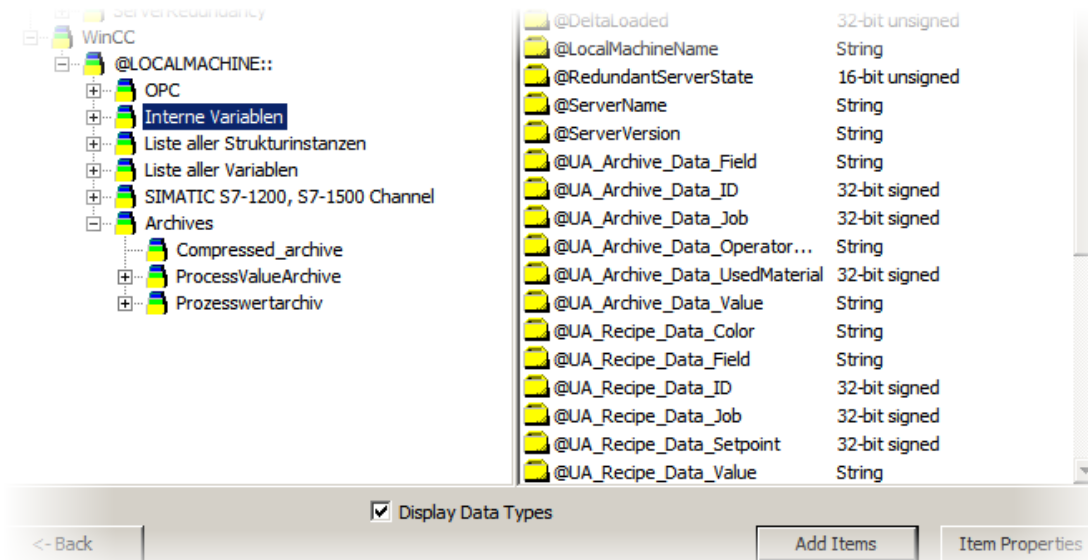 ServerRedundancy
WinCC
@LOCALMACHINE::
OPC
Interne Variablen
Liste aller Strukturinstanzen
Liste aller Variablen
SIMATIC S7-1200, S7-1500 Channel
Archives
Compressed_archive
ProcessValueArchive
Prozesswertarchiv
@DeltaLoaded 32-bit unsigned
@LocalMachineName String
@RedundantServerState 16-bit unsigned
@ServerName String
@ServerVersion String
@UA_Archive_Data_Field String
@UA_Archive_Data_ID 32-bit signed
@UA_Archive_Data_Job 32-bit signed
@UA_Archive_Data_Operator... String
@UA_Archive_Data_UsedMaterial 32-bit signed
@UA_Archive_Data_Value String
@UA_Recipe_Data_Color String
@UA_Recipe_Data_Field String
@UA_Recipe_Data_ID 32-bit signed
@UA_Recipe_Data_Job 32-bit signed
@UA_Recipe_Data_Setpoint 32-bit signed
@UA_Recipe_Data_Value String
Display Data Types
<- Back Add Items Item Properties